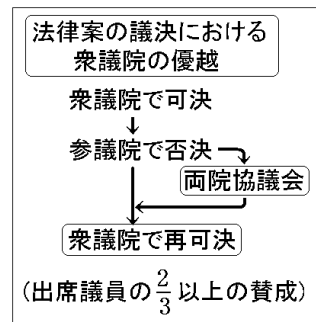 法律案の議決における
衆議院の優越
衆議院で可決
参議院で否決
両院協議会
衆議院で再可決
(出席議員の2/3以上の賛成)